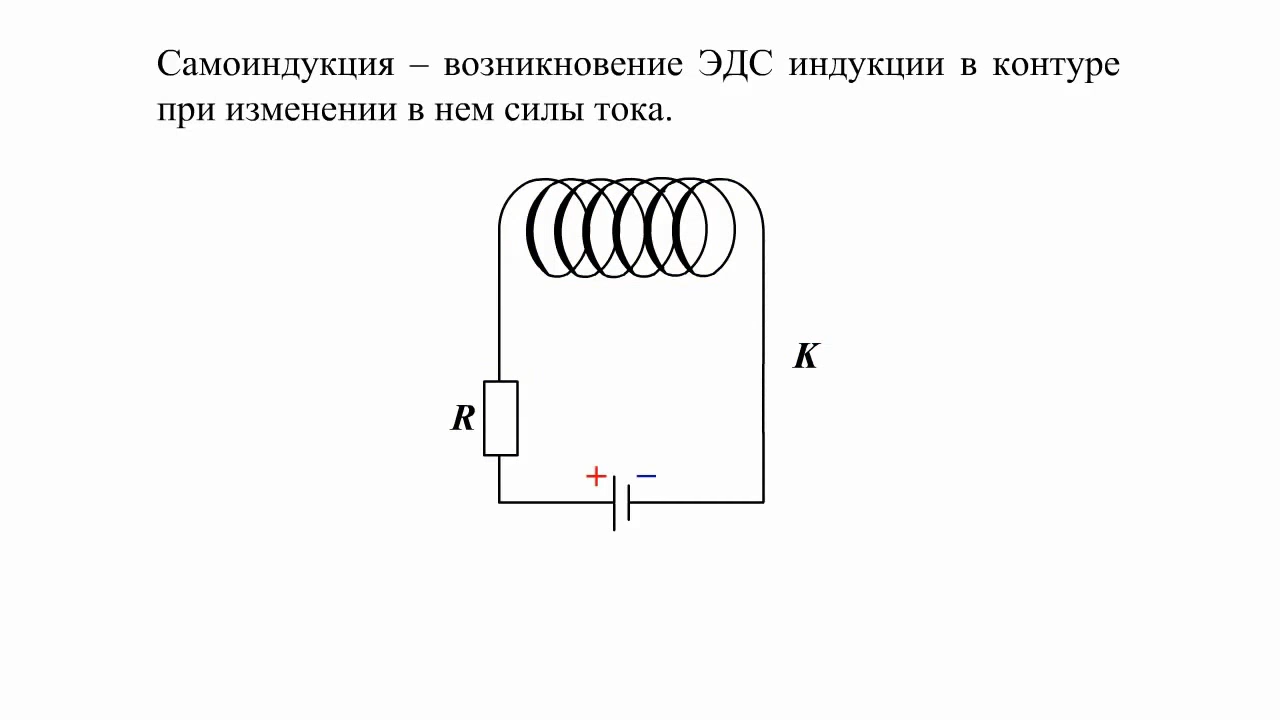 Самоиндукция – возникновение ЭДС индукции в контуре
при изменении в нем силы тока.
K
R
+ –